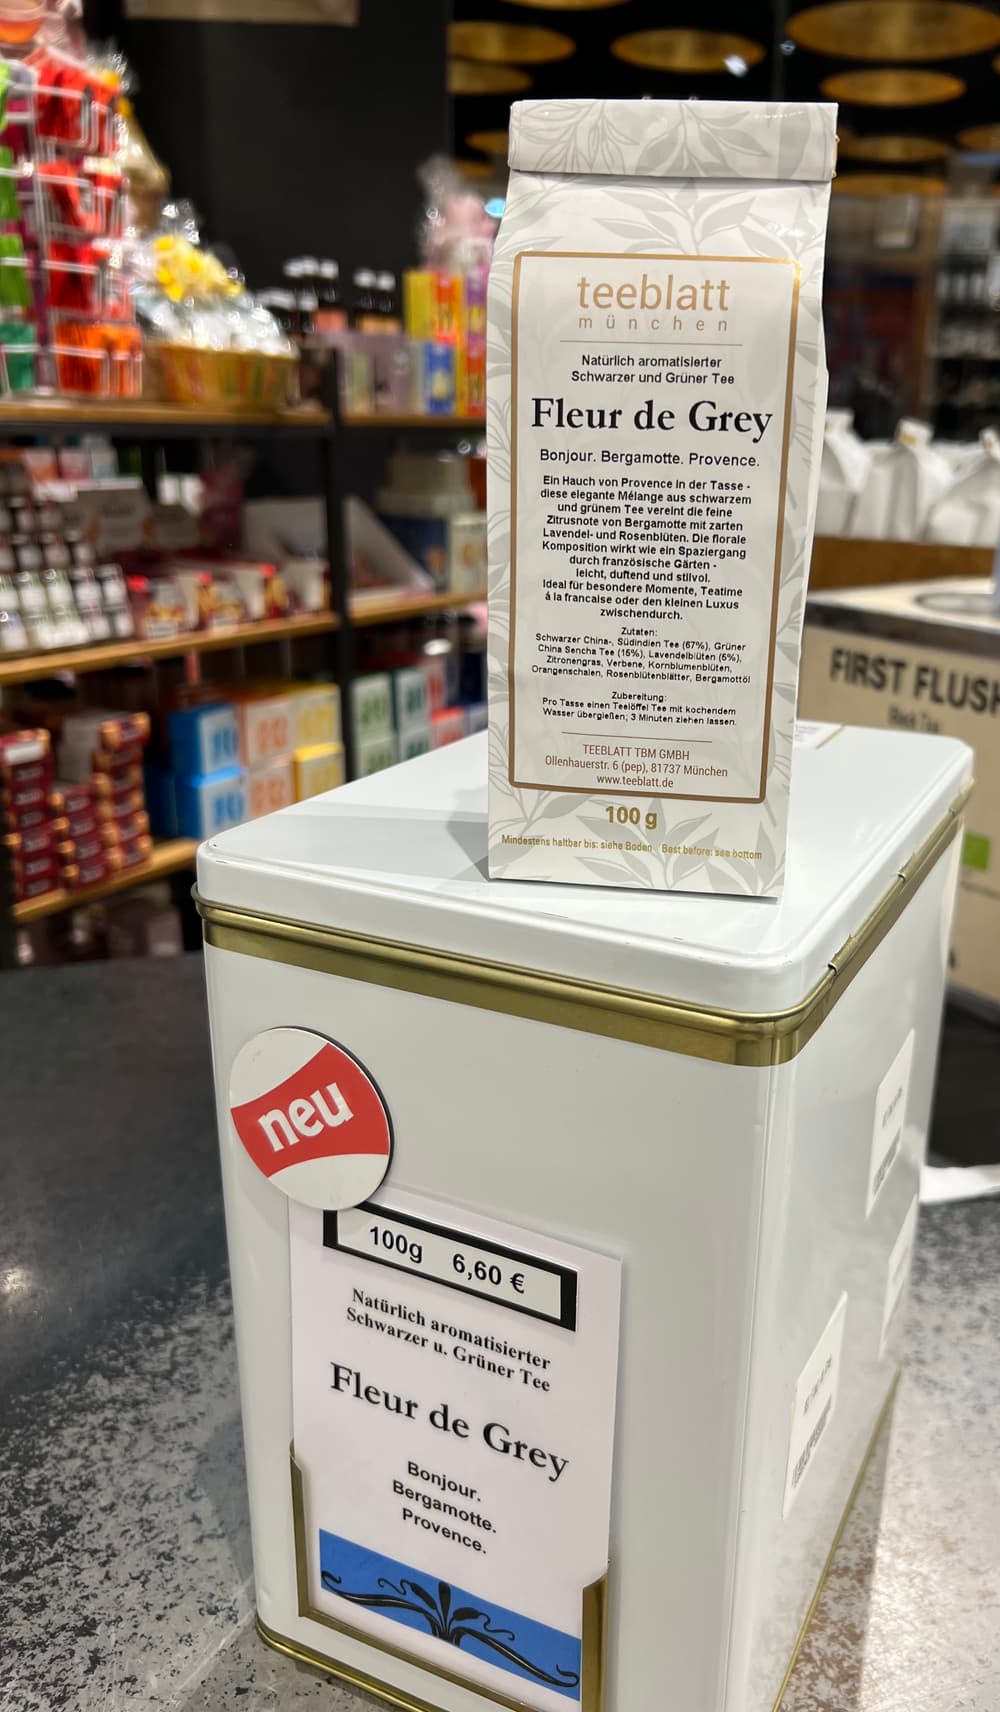 teeblatt
münchen
Natürlich aromatisierter
Schwarzer und Grüner Tee
Fleur de Grey
Bonjour. Bergamotte. Provence.
Ein Hauch von Provence in der Tasse -
diese elegante Mélange aus schwarzem
und grünem Tee vereint die feine
Zitrusnote von Bergamotte mit zarten
Lavendel- und Rosenblüten. Die florale
Komposition wirkt wie ein Spaziergang
durch französische Gärten -
leicht, duftend und stilvol.
Ideal für besondere Momente, Teatime
á la francaise oder den kleinen Luxus
zwischendurch.
Zutaten:
Schwarzer China-, Südindien Tee (67%), Grüner
China Sencha Tee (16%), Lavendelblüten (6%),
Zitronengras, Verbene, Kornblumenblüten,
Orangenschalen, Rosenblütenblätter, Bergamottöl
Zubereitung:
Pro Tasse einen Teelöffel Tee mit kochendem
Wasser übergießen; 3 Minuten ziehen lassen.
TEEBLATT TBM GMBH
Ollenhauerstr. 6 (pep), 81737 München
www.teeblatt.de
100 g
Mindestens haltbar bis: siehe Boden Best before: see bottom
FIRST FLUSH
Black Tea
neu
100g 6,60 €
Natürlich aromatisierter
Schwarzer u. Grüner Tee
Fleur de Grey
Bonjour.
Bergamotte.
Provence.